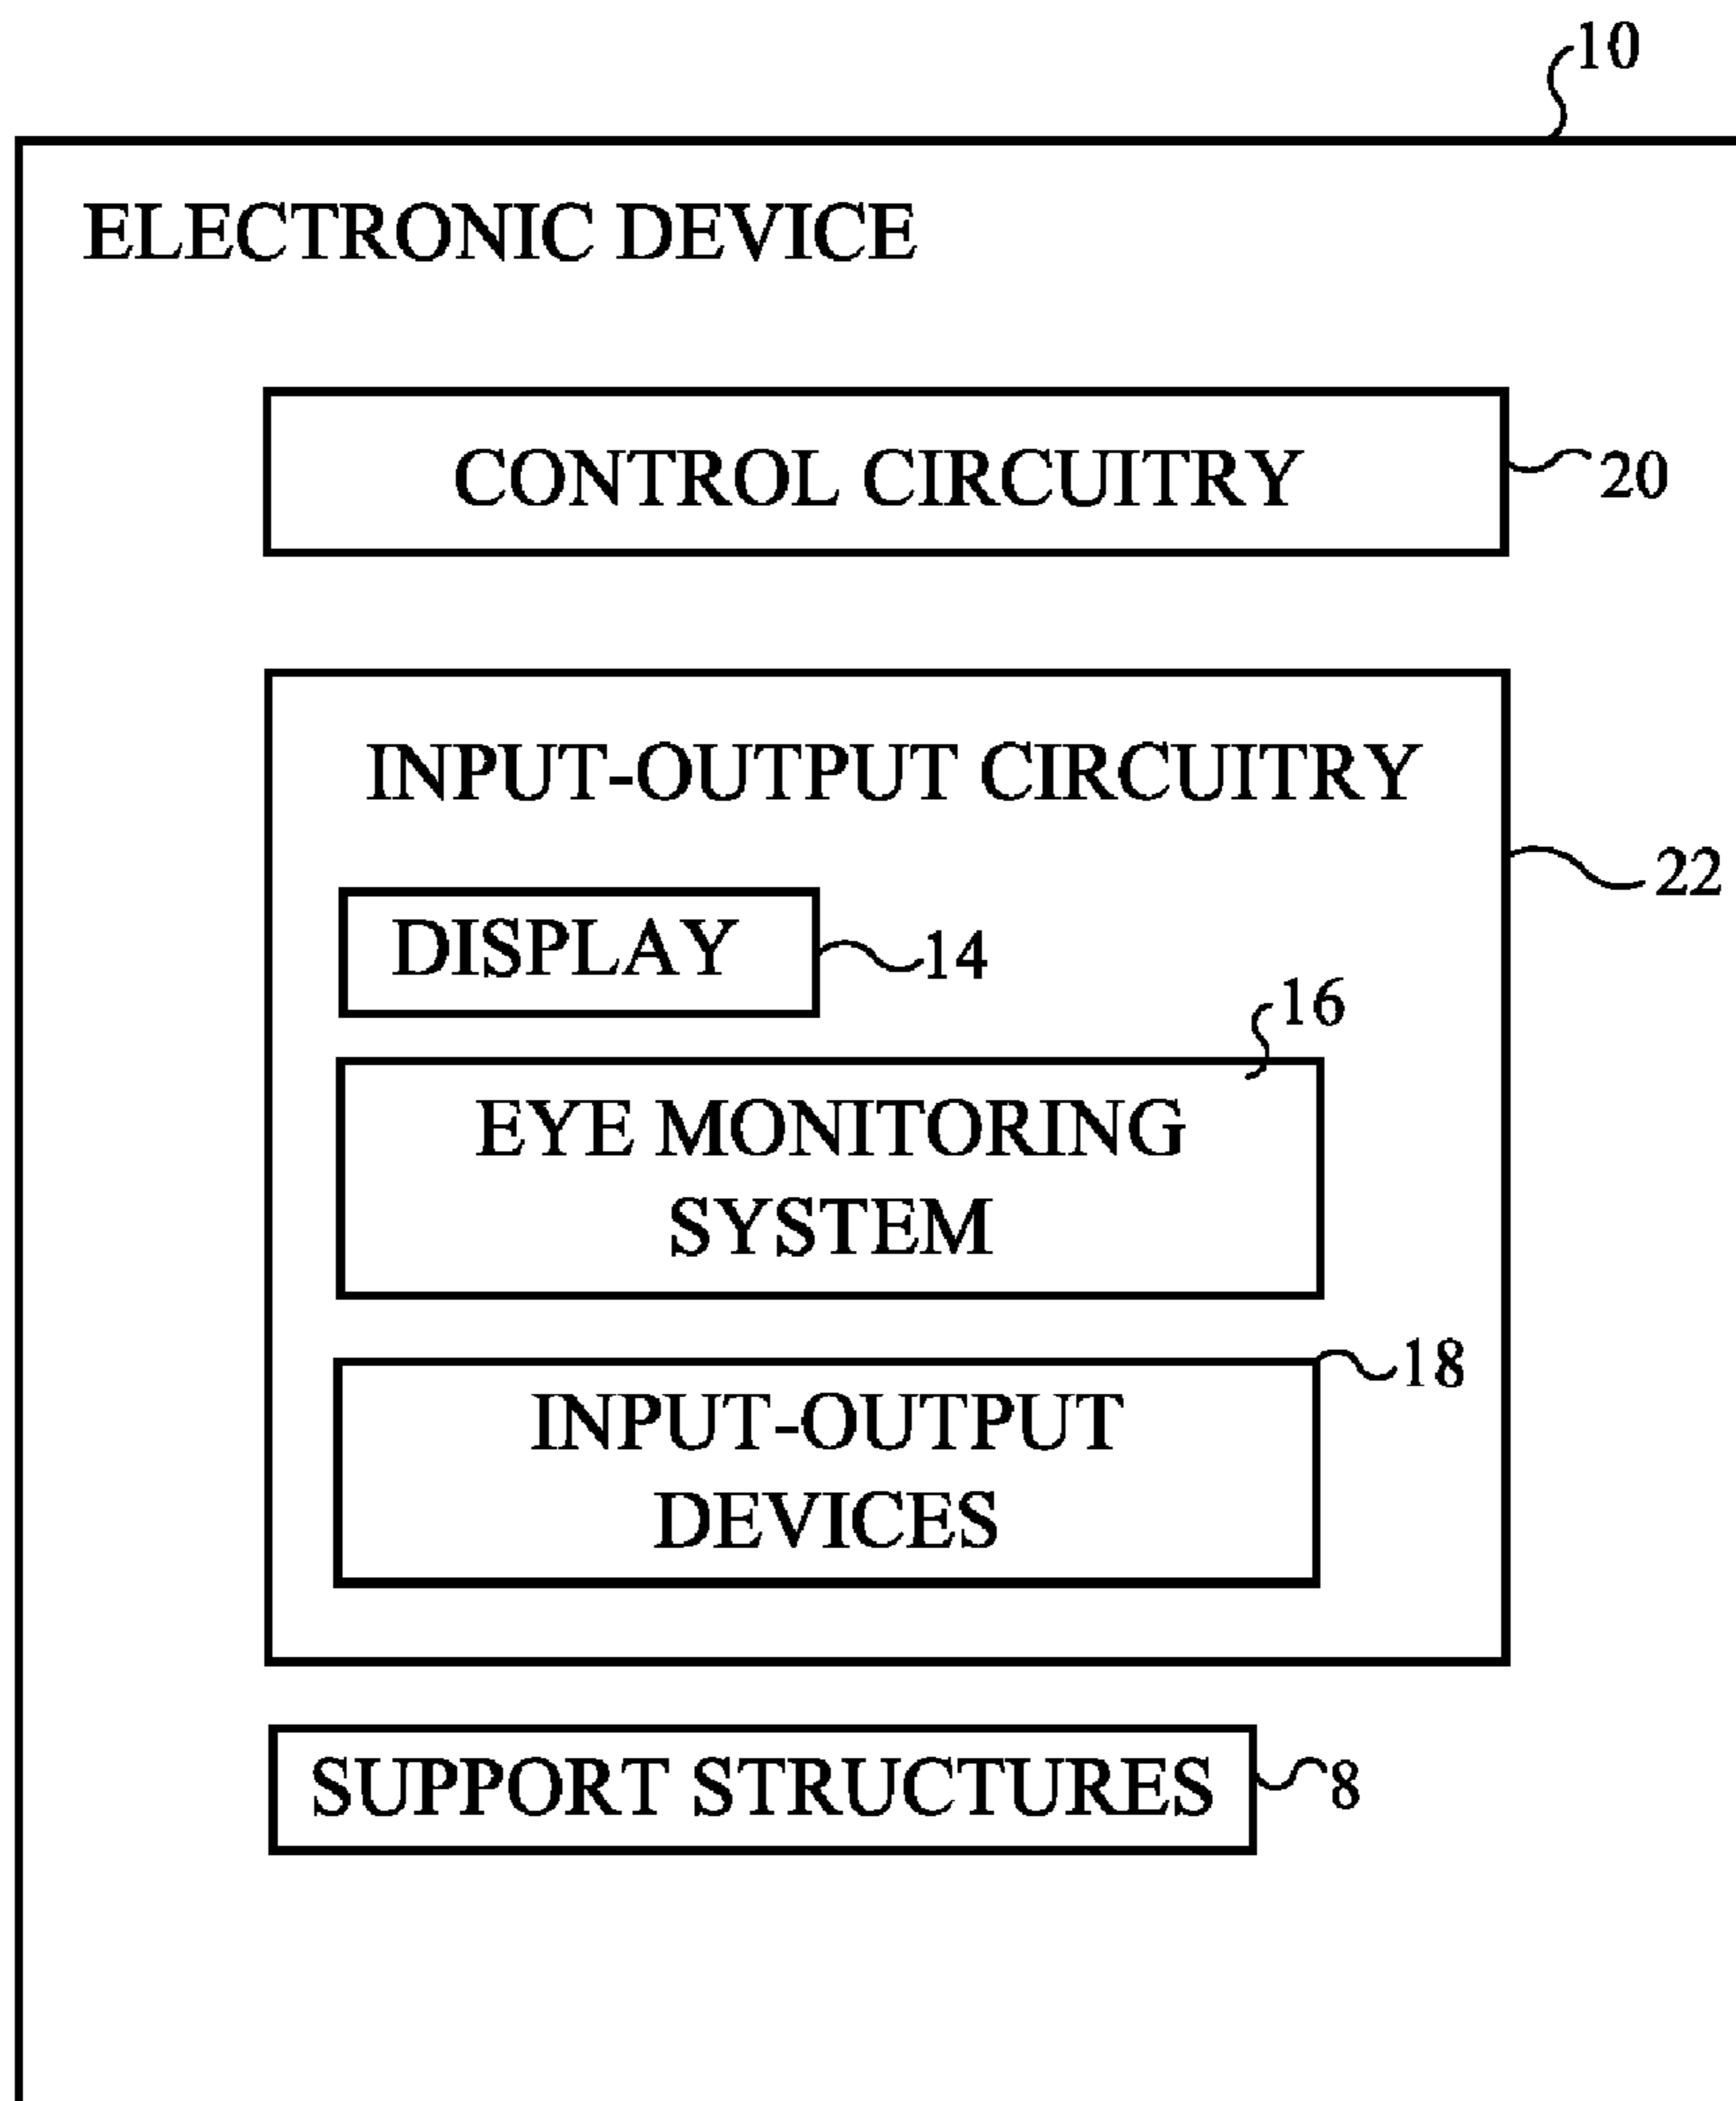 10
ELECTRONIC DEVICE
CONTROL CIRCUITRY
20
INPUT-OUTPUT CIRCUITRY
22
DISPLAY
14
16
EYE MONITORING
SYSTEM
18
INPUT-OUTPUT
DEVICES
SUPPORT STRUCTURES
8